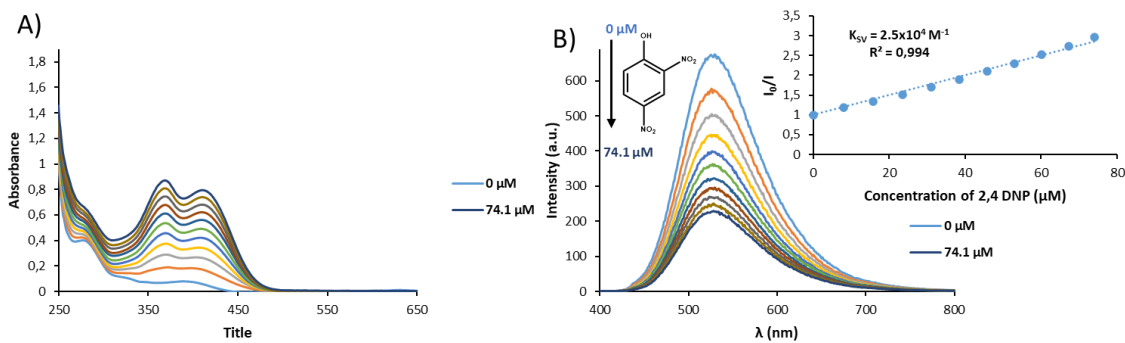 A)
1,8
1,6
1,4
1,2
1
0,8
0,6
0,4
0,2
0
Absorbance
250
350
450
550
650
Title
0 µM
74.1 µM
B)
0 µM
OH
NO₂
NO₂
74.1 µM
600
500
400
300
200
100
0
Intensity (a.u.)
400
500
600
700
800
λ (nm)
K_SV = 2.5x10⁴ M⁻¹
R² = 0,994
3,5
3
2,5
2
1,5
1
0,5
0
I₀/I
0
20
40
60
80
Concentration of 2,4 DNP (µM)
0 µM
74.1 µM